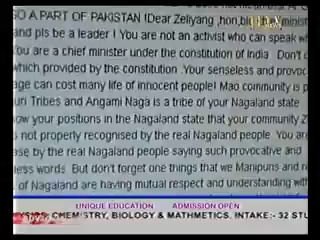 O A PART OF PAKISTAN !Dear Zeliyang
and pls be a leader ! You are not an activist who can speak
You are a chief minister under the constitution of India Don't
which provided by the constitution .Your senseless and provoc
age can cost many life of innocent people! Mao community is
uri Tribes and Angami Naga is a tribe of your Nagaland state
ow your positions in the Nagaland state that your community
s not property recognised by the real Nagaland people. You are
ase by the real Nagaland people saying such provocative and
less words. But don't forget one things that we Manipuris and
of Nagaland are having mutual respect and understanding
UNIQUE EDUCATION ADMISSION OPEN
CHEMISTRY, BIOLOGY & MATHMETICS. INTAKE:- 32 STU